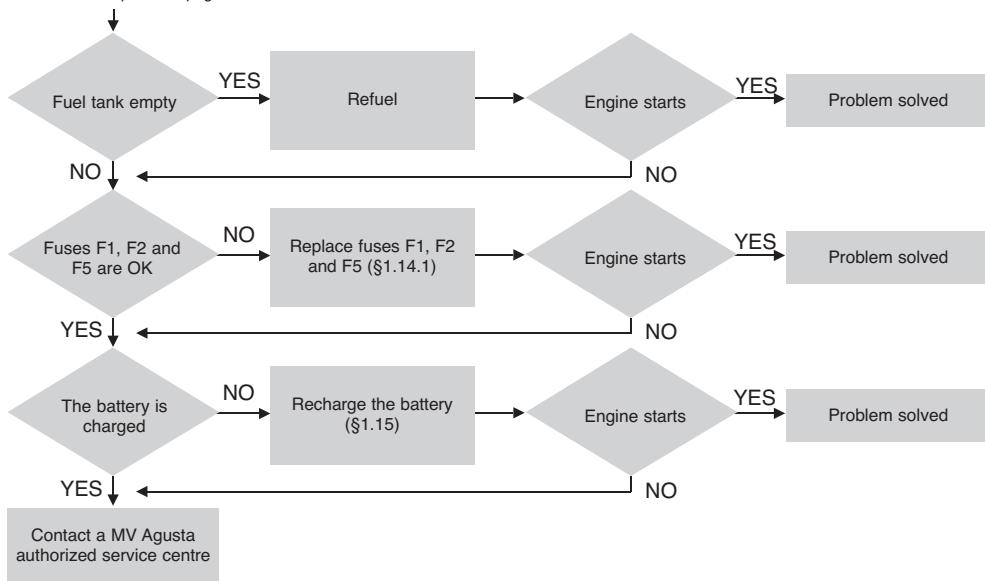 Fuel tank empty
YES
Refuel
Engine starts
YES
Problem solved
NO
NO
Fuses F1, F2 and
F5 are OK
NO
Replace fuses F1, F2
and F5 (§1.14.1)
Engine starts
YES
Problem solved
YES
NO
The battery is
charged
NO
Recharge the battery
(§1.15)
Engine starts
YES
Problem solved
YES
NO
Contact a MV Agusta
authorized service centre